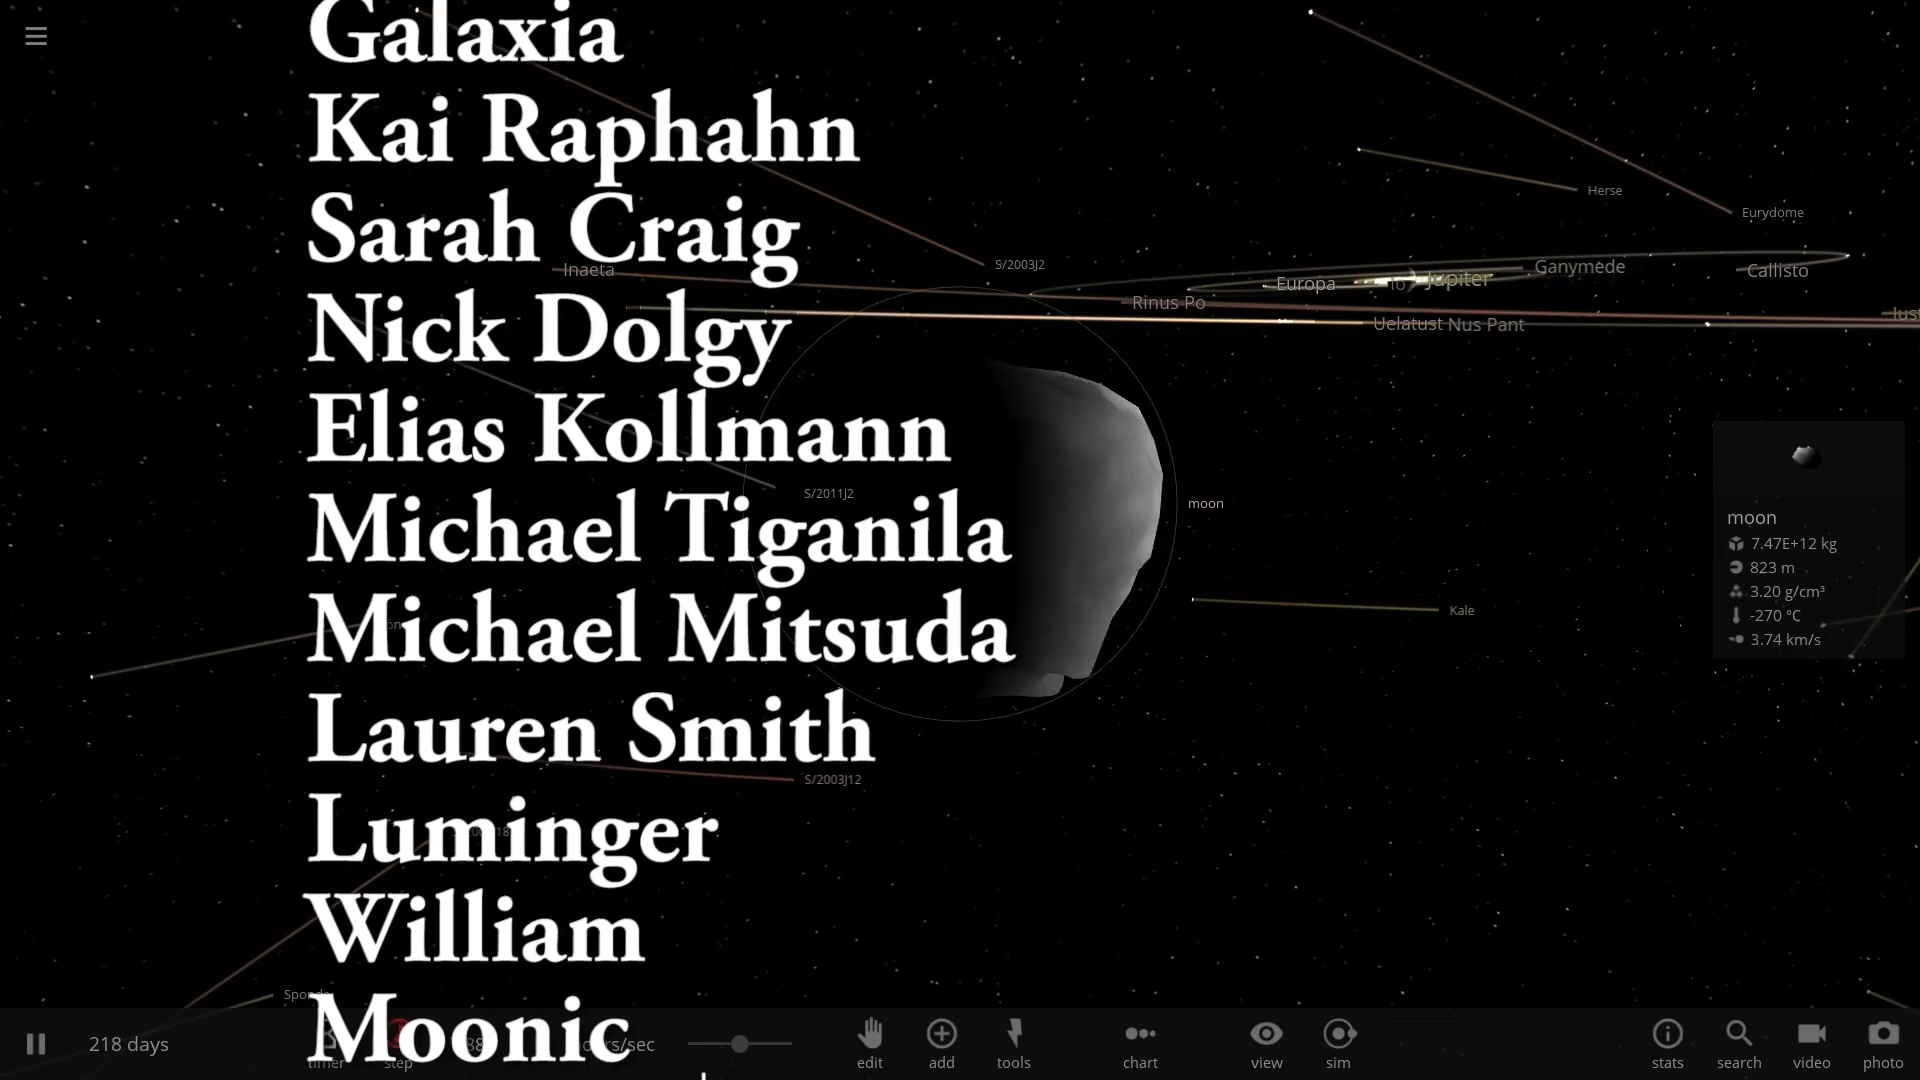 Galaxia
Kai Raphahn
Sarah Craig
Nick Dolgy
Elias Kollmann
Michael Tiganila
Michael Mitsuda
Lauren Smith
Luminger
William
Moonic
Herse
Eurydome
S/2003J2
Inaeta
Europa
Io
Jupiter
Ganymede
Callisto
Rinus Po
Uelatust Nus Pant
S/2011J2
moon
Kale
S/2003J12
moon
7.47E+12 kg
823 m
3.20 g/cm³
-270 °C
3.74 km/s
218 days
timer
step
edit
add
tools
chart
view
sim
stats
search
video
photo